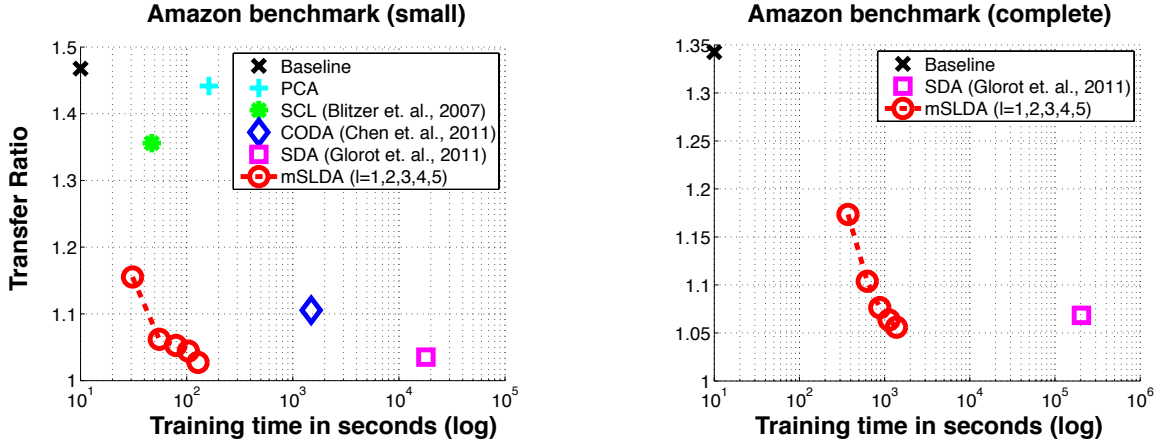 Amazon benchmark (small)
Transfer Ratio
1.5
1.4
1.3
1.2
1.1
1
Baseline
PCA
SCL (Blitzer et. al., 2007)
CODA (Chen et. al., 2011)
SDA (Glorot et. al., 2011)
mSLDA (l=1,2,3,4,5)
10^1 10^2 10^3 10^4 10^5
Training time in seconds (log)
Amazon benchmark (complete)
1.35
1.3
1.25
1.2
1.15
1.1
1.05
1
Baseline
SDA (Glorot et. al., 2011)
mSLDA (l=1,2,3,4,5)
10^1 10^2 10^3 10^4 10^5 10^6
Training time in seconds (log)